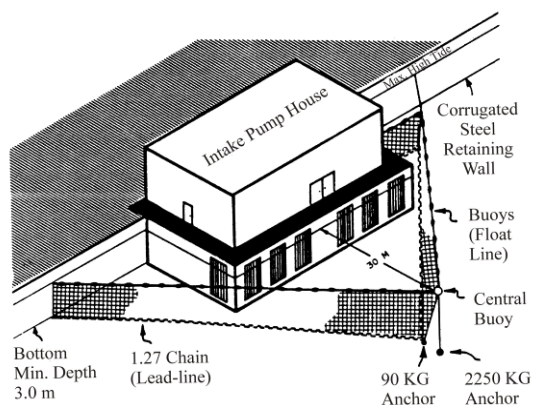 Max. High Tide
Intake Pump House
Corrugated
Steel
Retaining
Wall
Buoys
(Float
Line)
30 M
Central
Buoy
Bottom
Min. Depth
3.0 m
1.27 Chain
(Lead-line)
90 KG
Anchor
2250 KG
Anchor